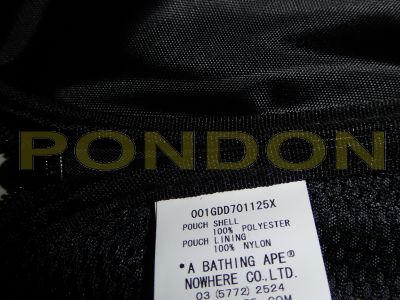 PONDON
001GDD701125X
POUCH SHELL
100% POLYESTER
POUCH LINING
100% NYLON
*A BATHING APE®
NOWHERE CO.,LTD.
03 (5772) 2524